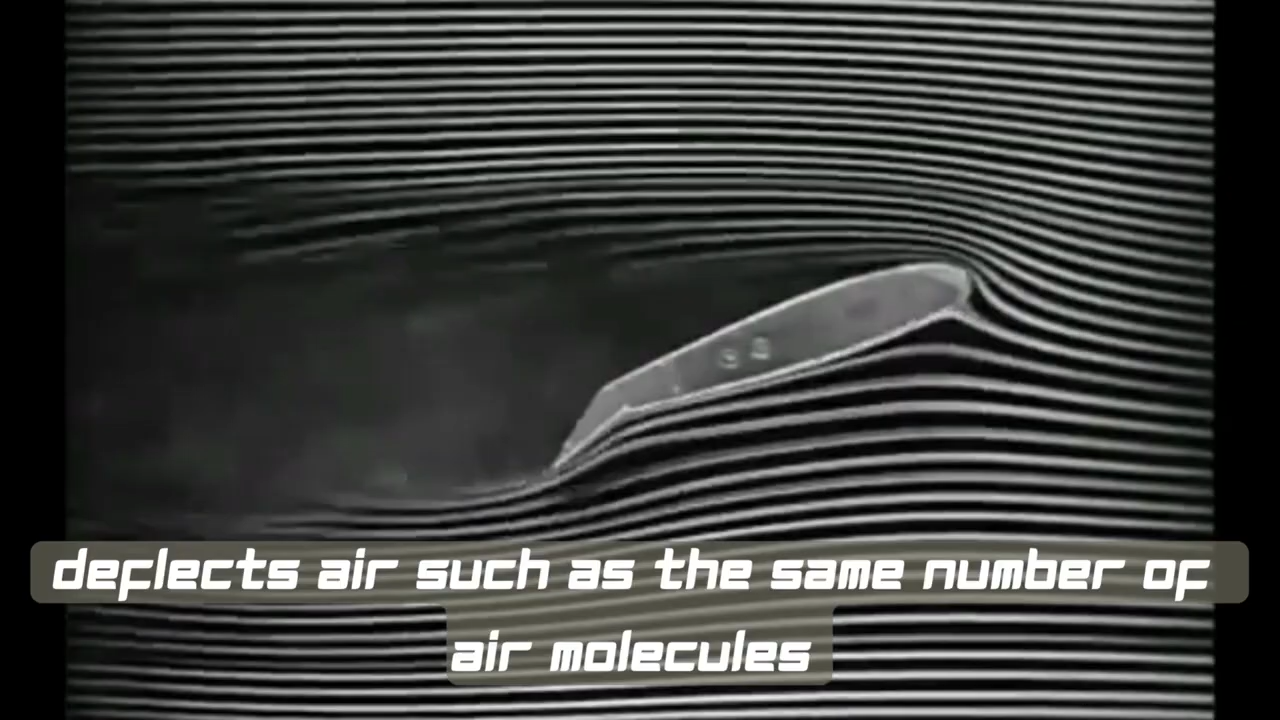 deflects air such as the same number of
air molecules